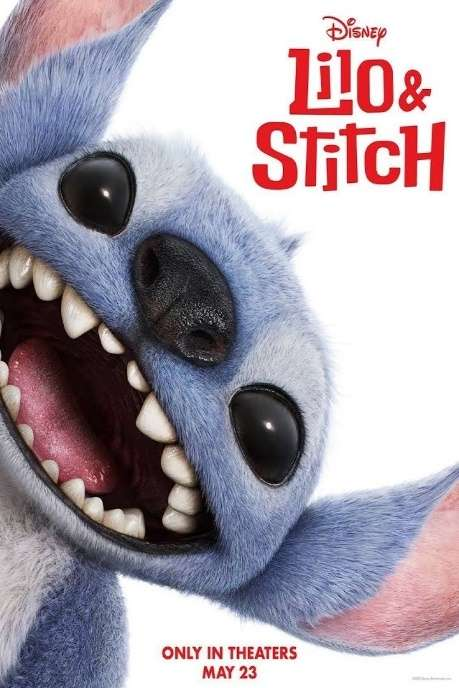 Disney
Lilo &
Stitch
ONLY IN THEATERS
MAY 23